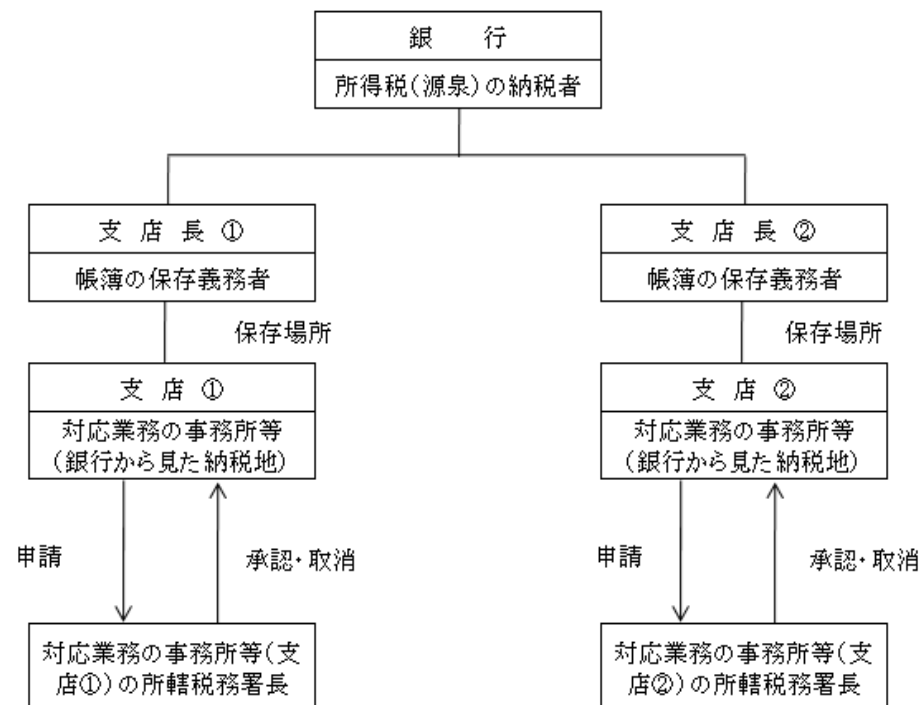 銀　行
所得税（源泉）の納税者
支 店 長 ①
帳簿の保存義務者
保存場所
支 店 ①
対応業務の事務所等
（銀行から見た納税地）
申請
承認・取消
対応業務の事務所等（支
店①）の所轄税務署長
支 店 長 ②
帳簿の保存義務者
保存場所
支 店 ②
対応業務の事務所等
（銀行から見た納税地）
申請
承認・取消
対応業務の事務所等（支
店②）の所轄税務署長